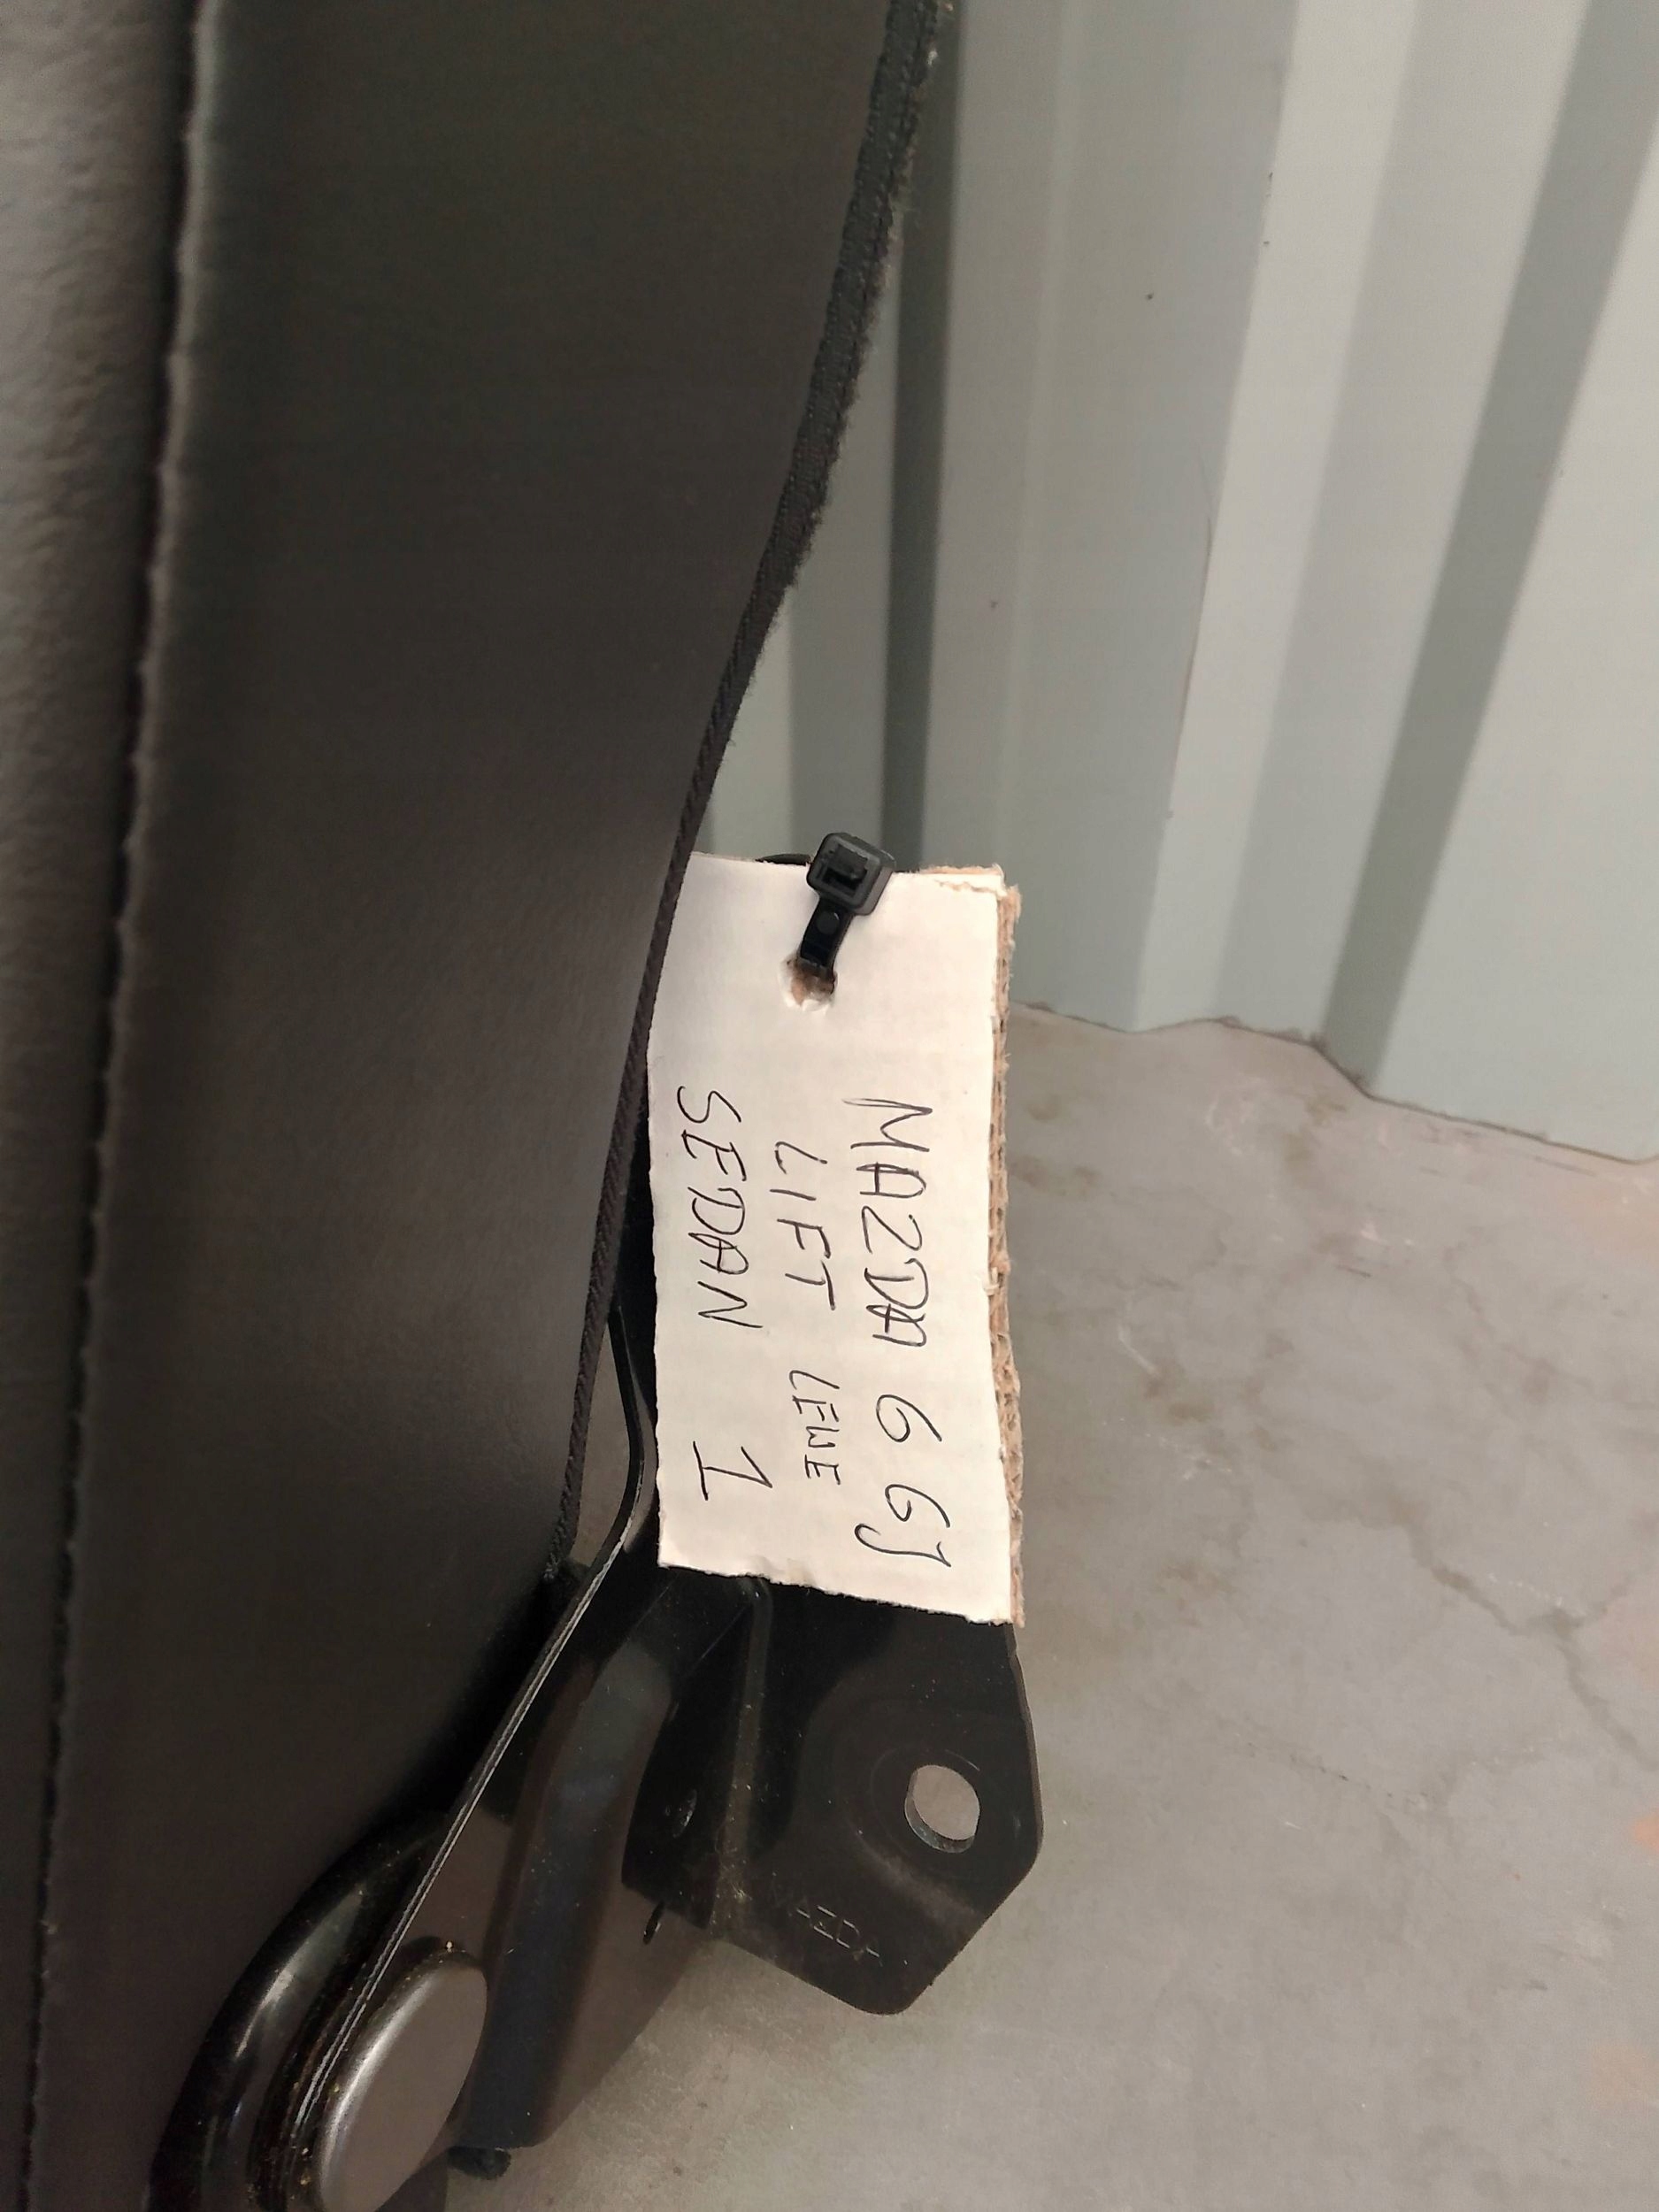 MAZDA 6 GJ
LIFT LEWE
SEDAN 1